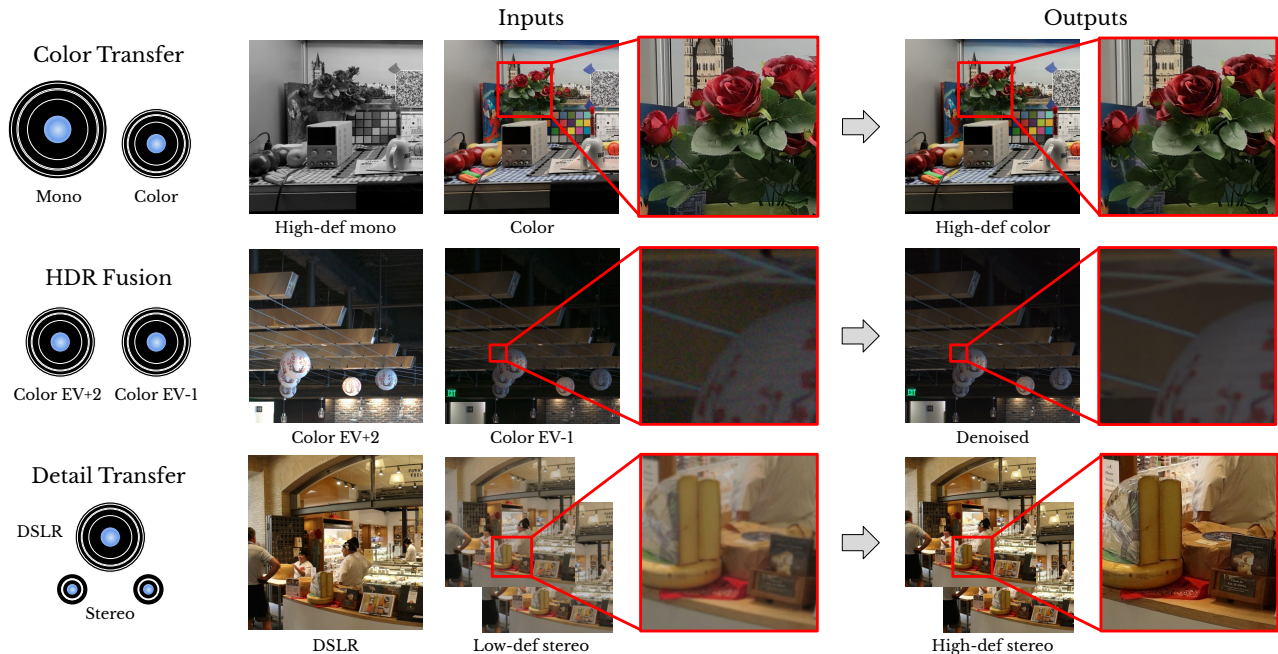 Inputs
Outputs
Color Transfer
Mono
Color
High-def mono
Color
High-def color
HDR Fusion
Color EV+2
Color EV-1
EXIT
EXIT
Color EV+2
Color EV-1
Denoised
Detail Transfer
DSLR
Stereo
DSLR
Low-def stereo
High-def stereo